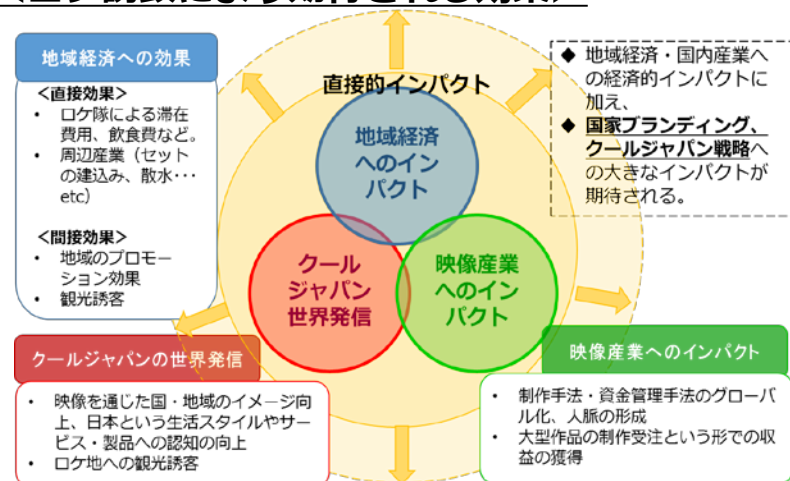 地域経済への効果
<直接効果>
・ ロケ隊による滞在
費用、飲食費など。
・ 周辺産業（セット
の建込み、散水・・・
etc）
<間接効果>
・ 地域のプロモー
ション効果
・ 観光誘客
直接的インパクト
地域経済
へのイン
パクト
クール
ジャパン
世界発信
映像産業
へのイン
パクト
◆ 地域経済・国内産業へ
の経済的インパクトに
加え、
◆ 国家ブランディング、
クールジャパン戦略へ
の大きなインパクトが
期待される。
クールジャパンの世界発信
・ 映像を通じた国・地域のイメージ向
上、日本という生活スタイルやサー
ビス・製品への認知の向上
・ ロケ地への観光誘客
映像産業へのインパクト
・ 制作手法・資金管理手法のグローバ
ル化、人脈の形成
・ 大型作品の制作受注という形での収
益の獲得